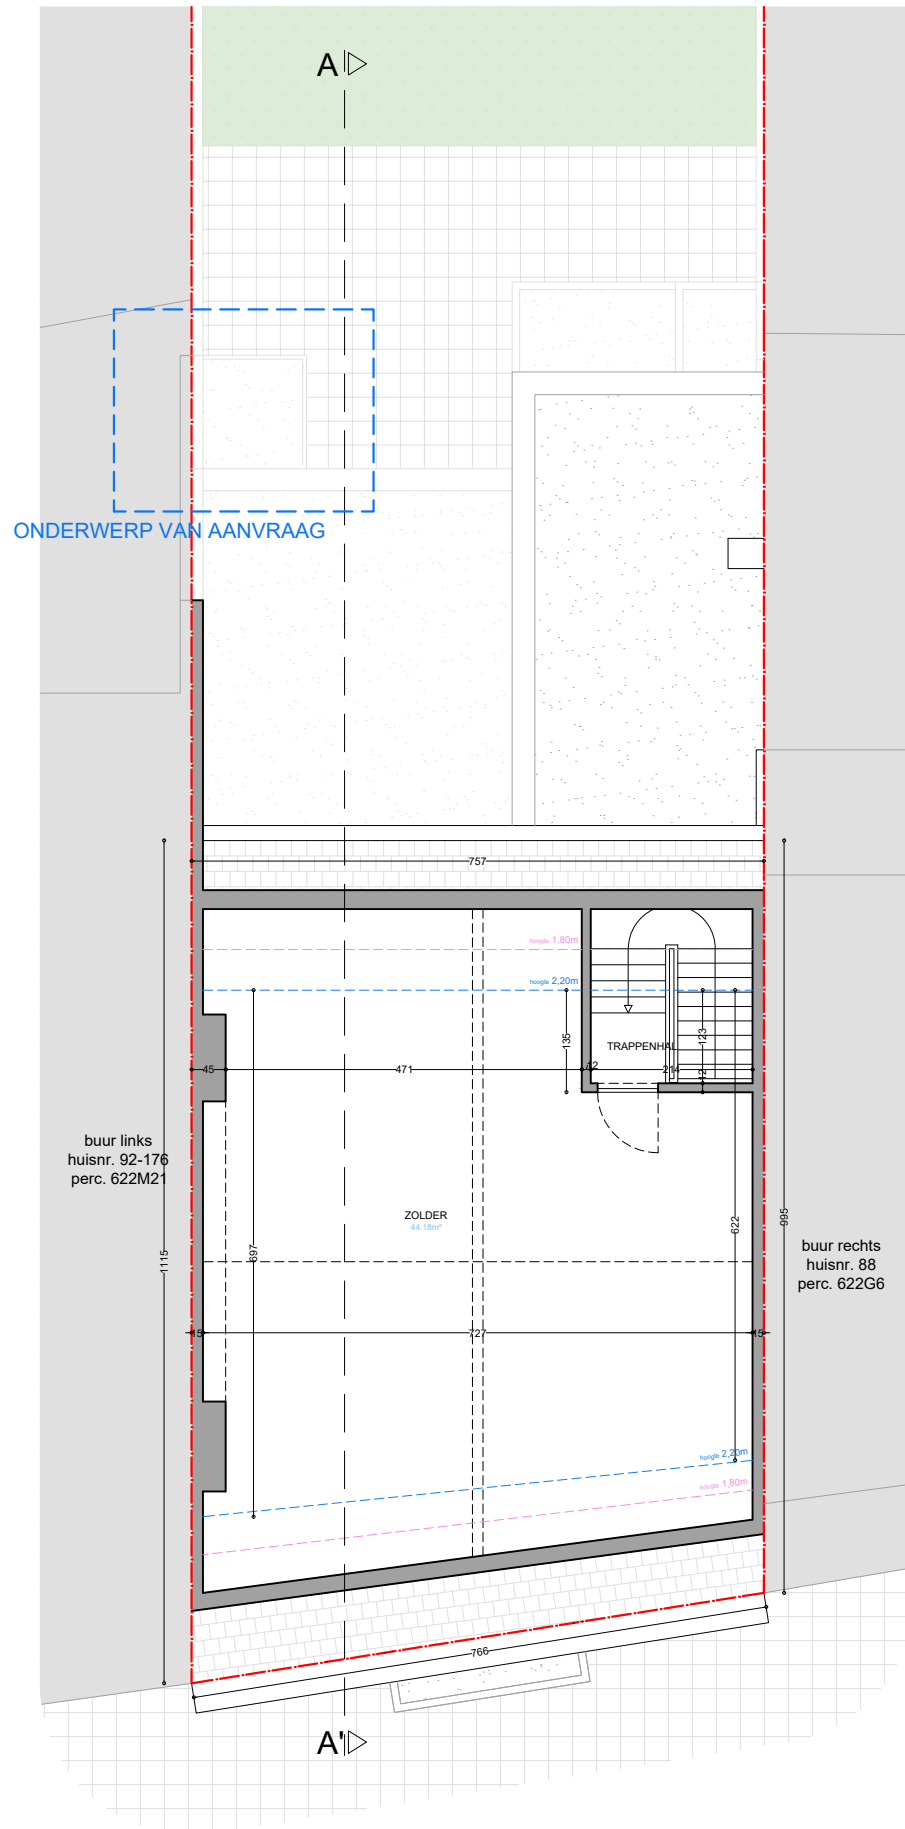 A
ONDERWERP VAN AANVRAAG
757
hoogte 1,80m
hoogte 2,20m
135
123
TRAPPENHAL
45
471
12
214
12
buur links
huisnr. 92-176
perc. 622M21
ZOLDER
44.18m²
622
995
697
1115
buur rechts
huisnr. 88
perc. 622G6
15
727
15
hoogte 2,20m
hoogte 1,80m
766
A'